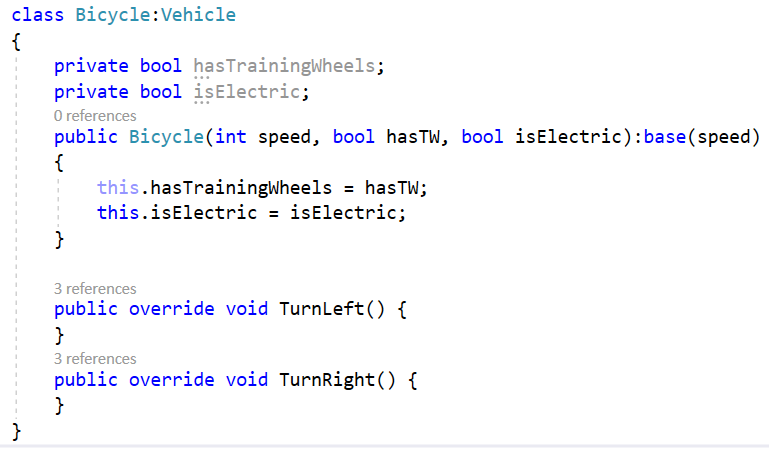 class Bicycle:Vehicle
{
private bool hasTrainingWheels;
private bool isElectric;
0 references
public Bicycle(int speed, bool hasTW, bool isElectric):base(speed)
{
this.hasTrainingWheels = hasTW;
this.isElectric = isElectric;
}
3 references
public override void TurnLeft() {
}
3 references
public override void TurnRight() {
}
}